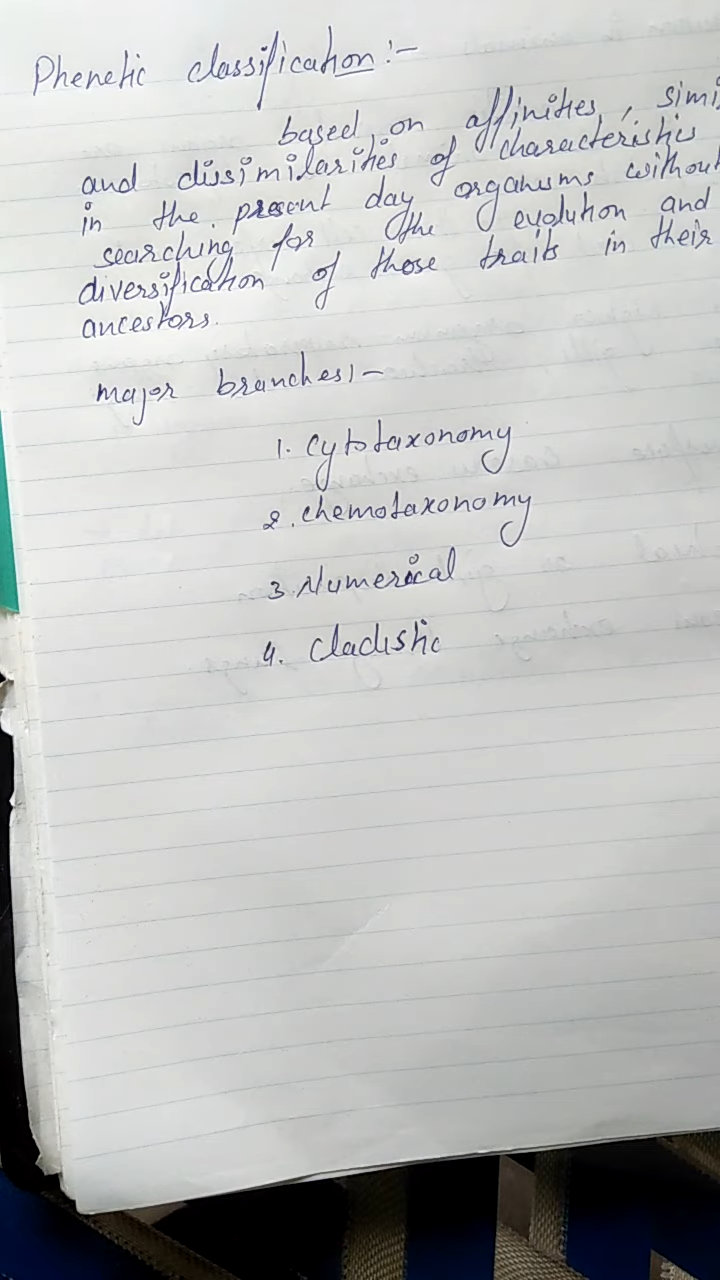 Phenetic classification :-
based on affinities, simi
and dissimilarities of characteristics
in the present day organisms without
searching for the evolution and
diversification of those traits in their
ancestors.
major branches :-
1. Cytotaxonomy
2. chemotaxonomy
3. Numerical
4. Cladistic